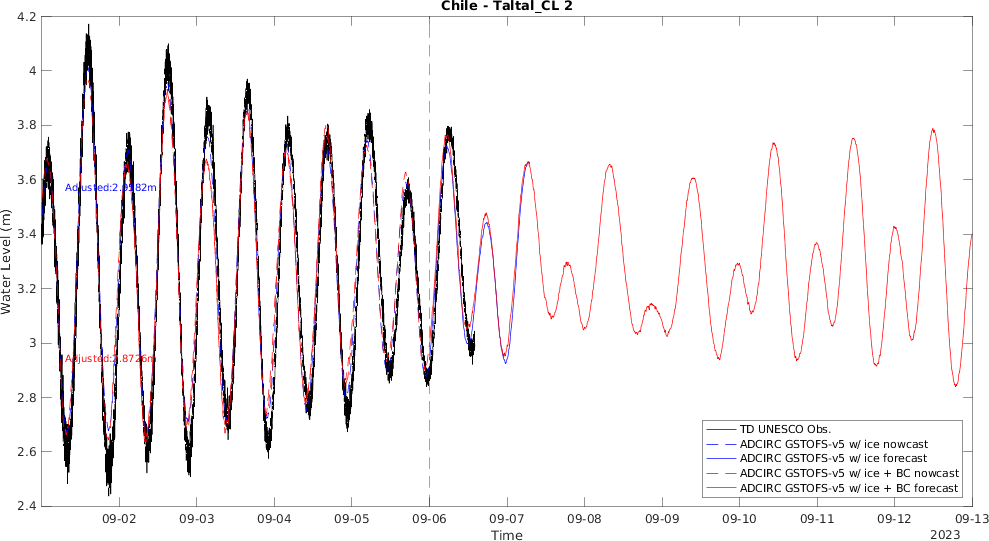 Chile - Taltal_CL 2
4.2
4
3.8
3.6
3.4
3.2
3
2.8
2.6
2.4
Water Level (m)
Adjusted:2.9582m
Adjusted:2.8726m
TD UNESCO Obs.
ADCIRC GSTOFS-v5 w/ ice nowcast
ADCIRC GSTOFS-v5 w/ ice forecast
ADCIRC GSTOFS-v5 w/ ice + BC nowcast
ADCIRC GSTOFS-v5 w/ ice + BC forecast
09-02 09-03 09-04 09-05 09-06 09-07 09-08 09-09 09-10 09-11 09-12 09-13
Time
2023